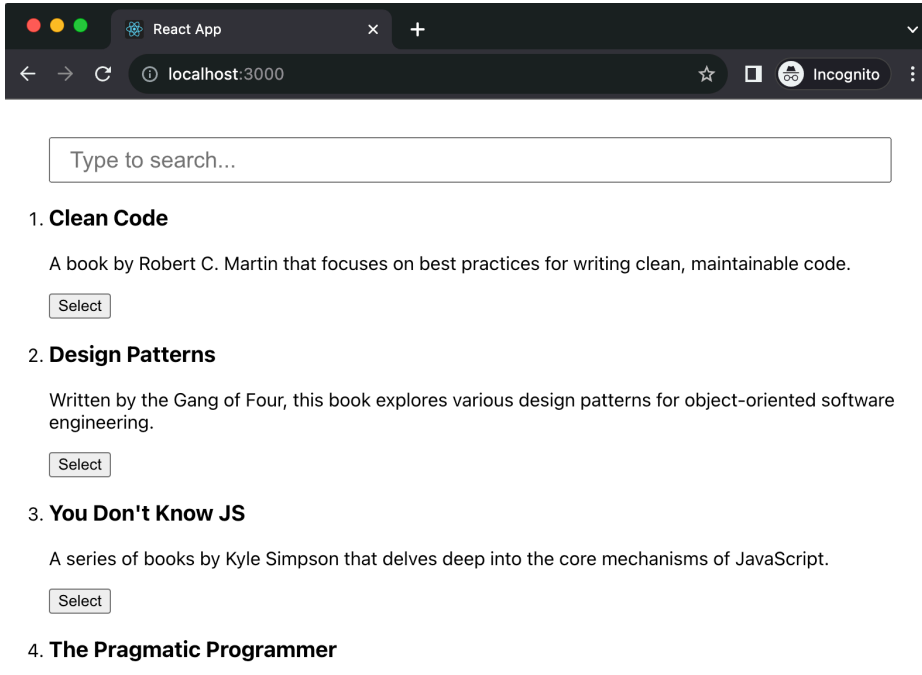 React App
localhost:3000
Incognito
Type to search...
1. Clean Code
A book by Robert C. Martin that focuses on best practices for writing clean, maintainable code.
Select
2. Design Patterns
Written by the Gang of Four, this book explores various design patterns for object-oriented software
engineering.
Select
3. You Don't Know JS
A series of books by Kyle Simpson that delves deep into the core mechanisms of JavaScript.
Select
4. The Pragmatic Programmer